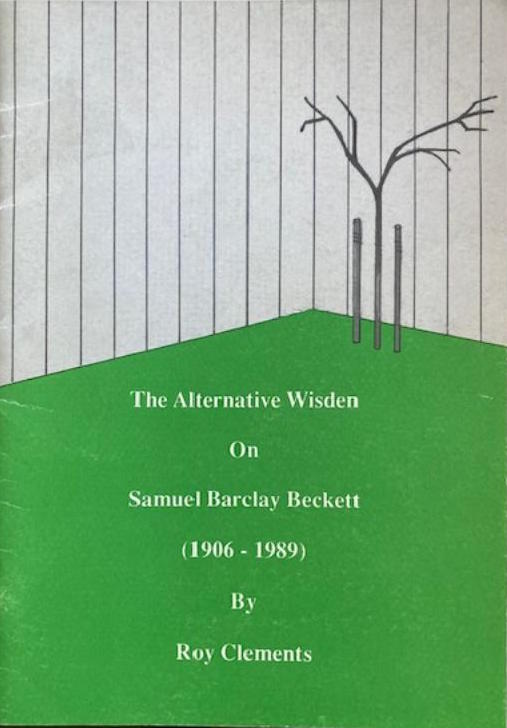 The Alternative Wisden
On
Samuel Barclay Beckett
(1906 - 1989)
By
Roy Clements